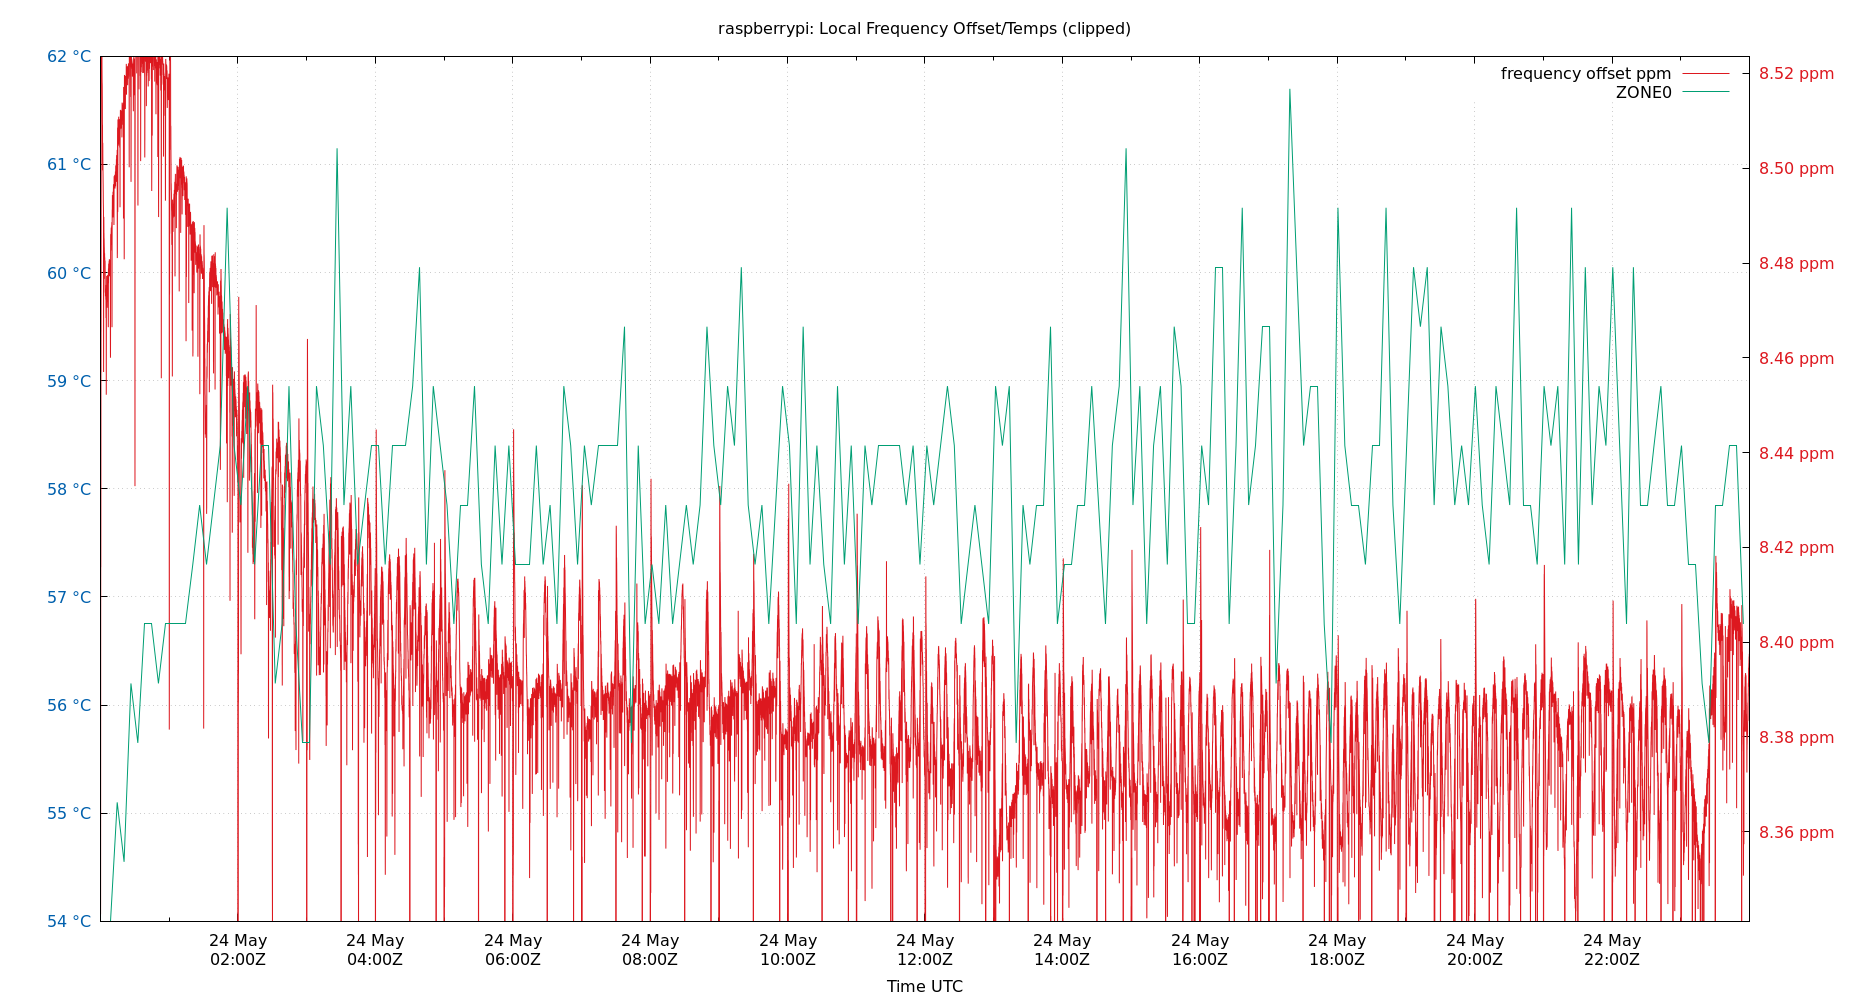 raspberrypi: Local Frequency Offset/Temps (clipped)
frequency offset ppm
ZONE0
62 °C
61 °C
60 °C
59 °C
58 °C
57 °C
56 °C
55 °C
54 °C
8.52 ppm
8.50 ppm
8.48 ppm
8.46 ppm
8.44 ppm
8.42 ppm
8.40 ppm
8.38 ppm
8.36 ppm
24 May 24 May 24 May 24 May 24 May 24 May 24 May 24 May 24 May 24 May 24 May
02:00Z 04:00Z 06:00Z 08:00Z 10:00Z 12:00Z 14:00Z 16:00Z 18:00Z 20:00Z 22:00Z
Time UTC